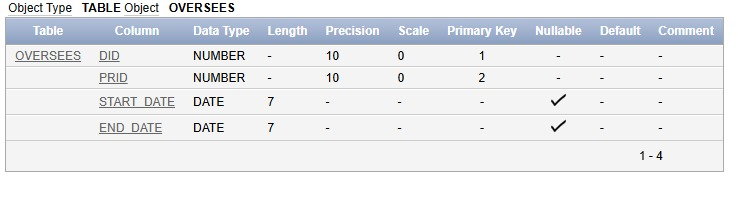 Object Type TABLE Object OVERSEES
Table Column Data Type Length Precision Scale Primary Key Nullable Default Comment
OVERSEES DID NUMBER - 10 0 1 - - -
PRID NUMBER - 10 0 2 - - -
START_DATE DATE 7 - - - ✓ - -
END_DATE DATE 7 - - - ✓ - -
1 - 4